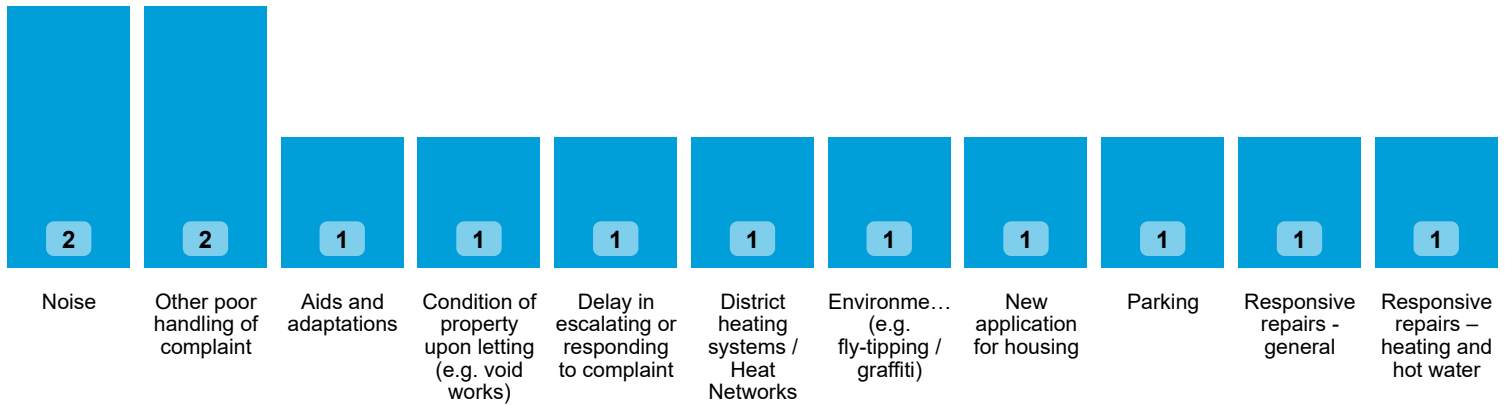 2
2
1
1
1
1
1
1
1
1
1
Noise
Other poor
handling of
complaint
Aids and
adaptations
Condition of
property
upon letting
(e.g. void
works)
Delay in
escalating or
responding
to complaint
District
heating
systems /
Heat
Networks
Environme…
(e.g.
fly-tipping /
graffiti)
New
application
for housing
Parking
Responsive
repairs -
general
Responsive
repairs –
heating and
hot water